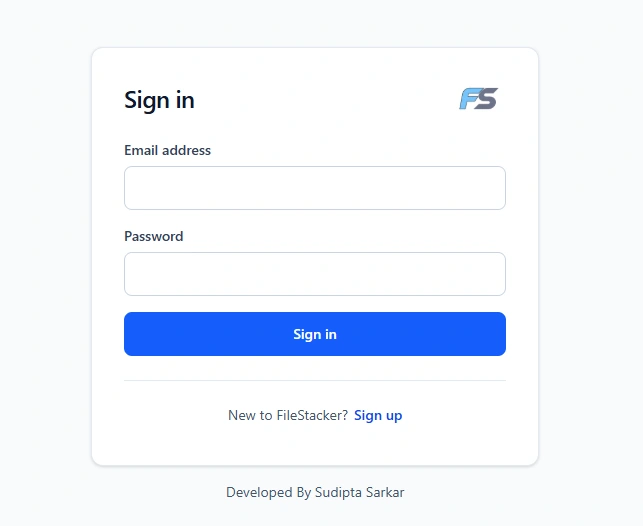 Sign in
FS
Email address
Password
Sign in
New to FileStacker? Sign up
Developed By Sudipta Sarkar